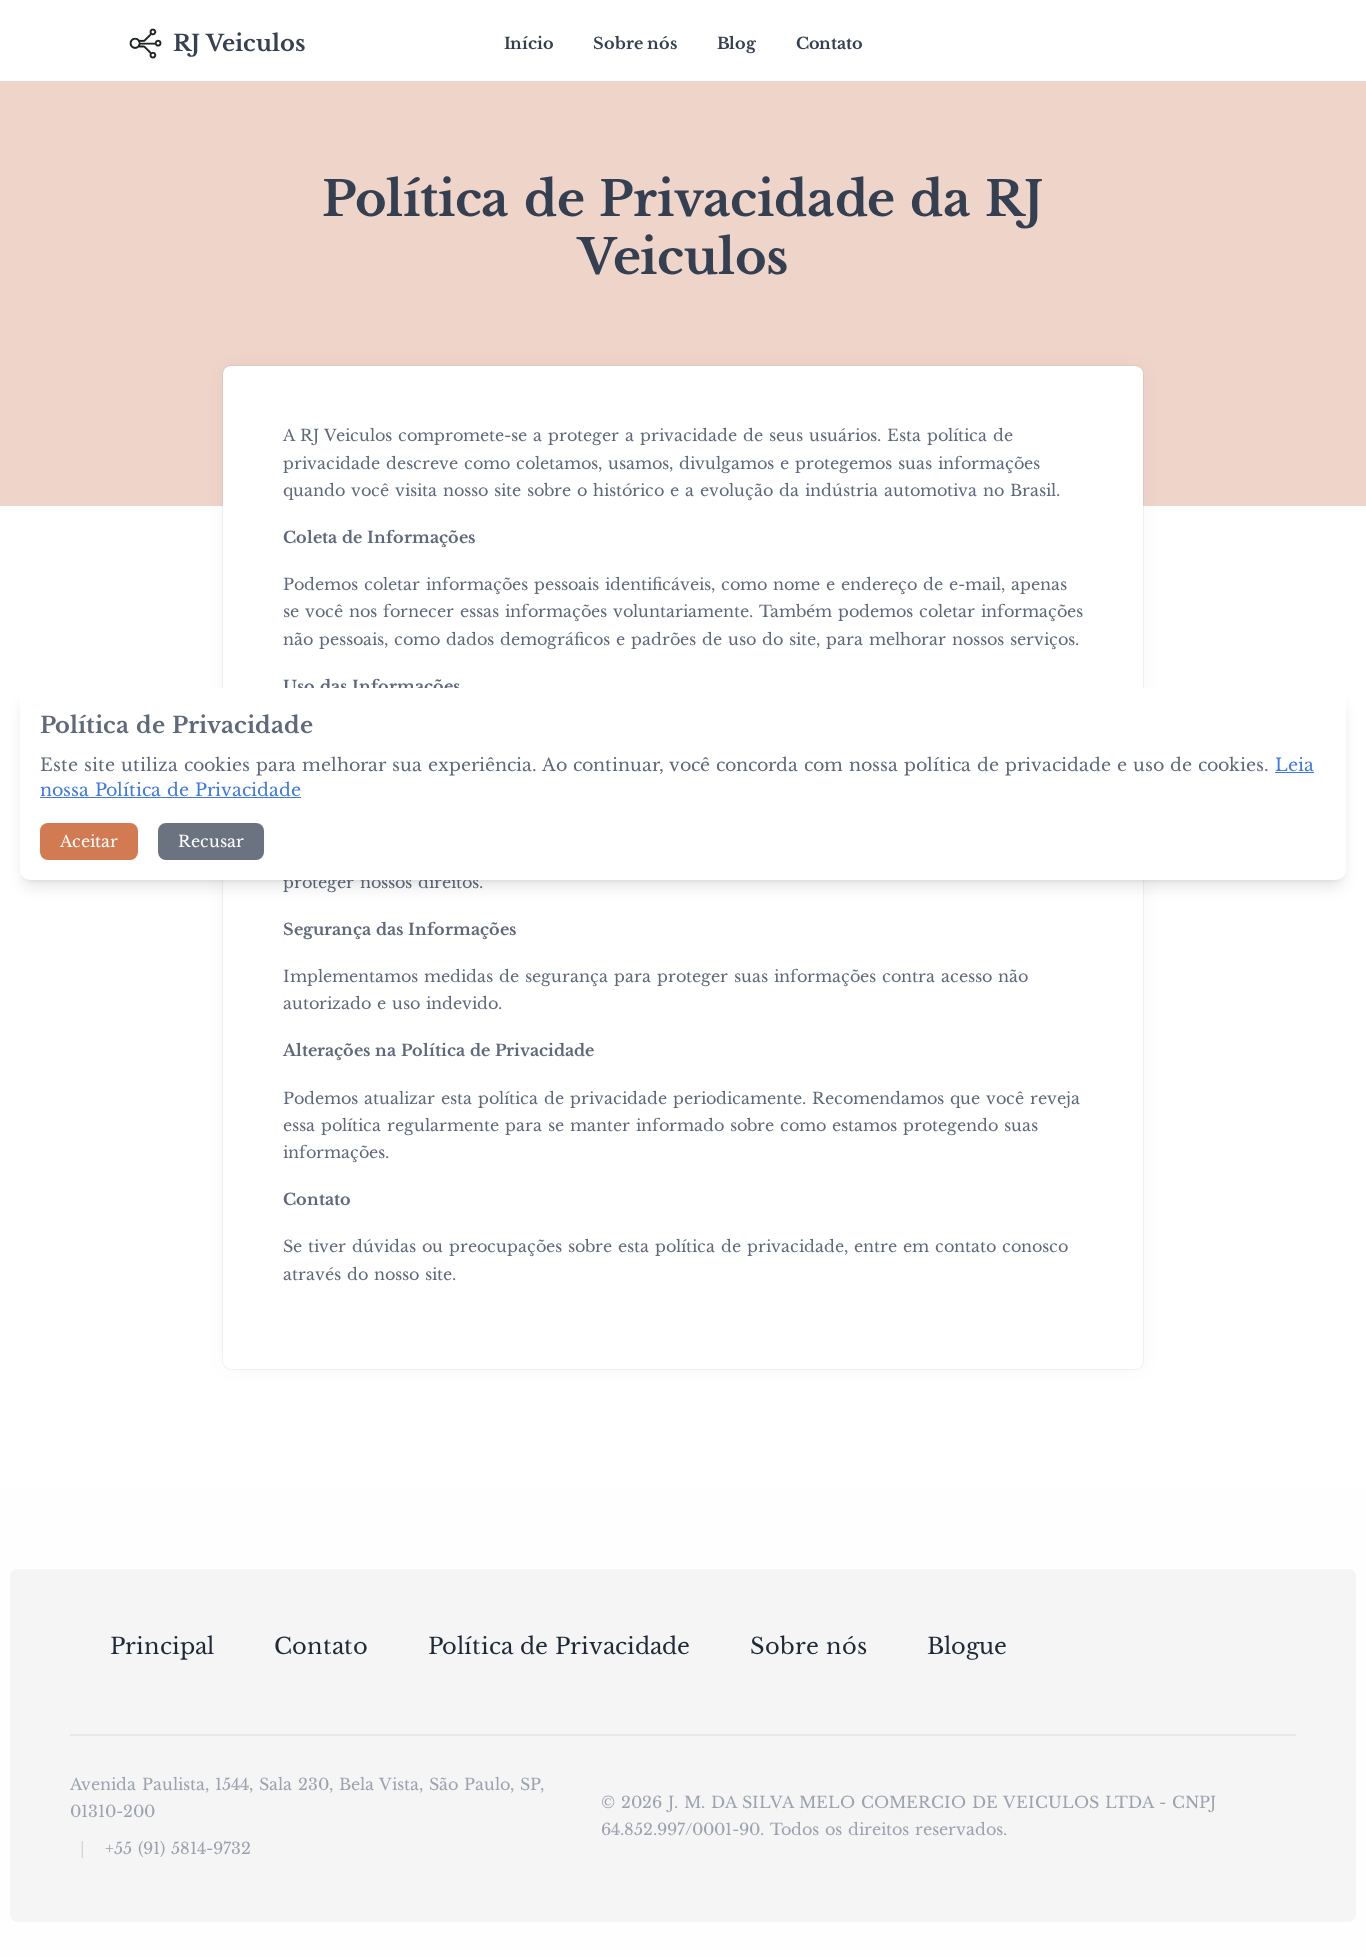 RJ Veiculos
Início
Sobre nós
Blog
Contato
Política de Privacidade da RJ
Veiculos
A RJ Veiculos compromete-se a proteger a privacidade de seus usuários. Esta política de
privacidade descreve como coletamos, usamos, divulgamos e protegemos suas informações
quando você visita nosso site sobre o histórico e a evolução da indústria automotiva no Brasil.
Coleta de Informações
Podemos coletar informações pessoais identificáveis, como nome e endereço de e-mail, apenas
se você nos fornecer essas informações voluntariamente. Também podemos coletar informações
não pessoais, como dados demográficos e padrões de uso do site, para melhorar nossos serviços.
Uso das Informações
Política de Privacidade
Este site utiliza cookies para melhorar sua experiência. Ao continuar, você concorda com nossa política de privacidade e uso de cookies. Leia
nossa Política de Privacidade
Aceitar
Recusar
proteger nossos direitos.
Segurança das Informações
Implementamos medidas de segurança para proteger suas informações contra acesso não
autorizado e uso indevido.
Alterações na Política de Privacidade
Podemos atualizar esta política de privacidade periodicamente. Recomendamos que você reveja
essa política regularmente para se manter informado sobre como estamos protegendo suas
informações.
Contato
Se tiver dúvidas ou preocupações sobre esta política de privacidade, entre em contato conosco
através do nosso site.
Principal
Contato
Política de Privacidade
Sobre nós
Blogue
Avenida Paulista, 1544, Sala 230, Bela Vista, São Paulo, SP,
01310-200
| +55 (91) 5814-9732
© 2026 J. M. DA SILVA MELO COMERCIO DE VEICULOS LTDA - CNPJ
64.852.997/0001-90. Todos os direitos reservados.